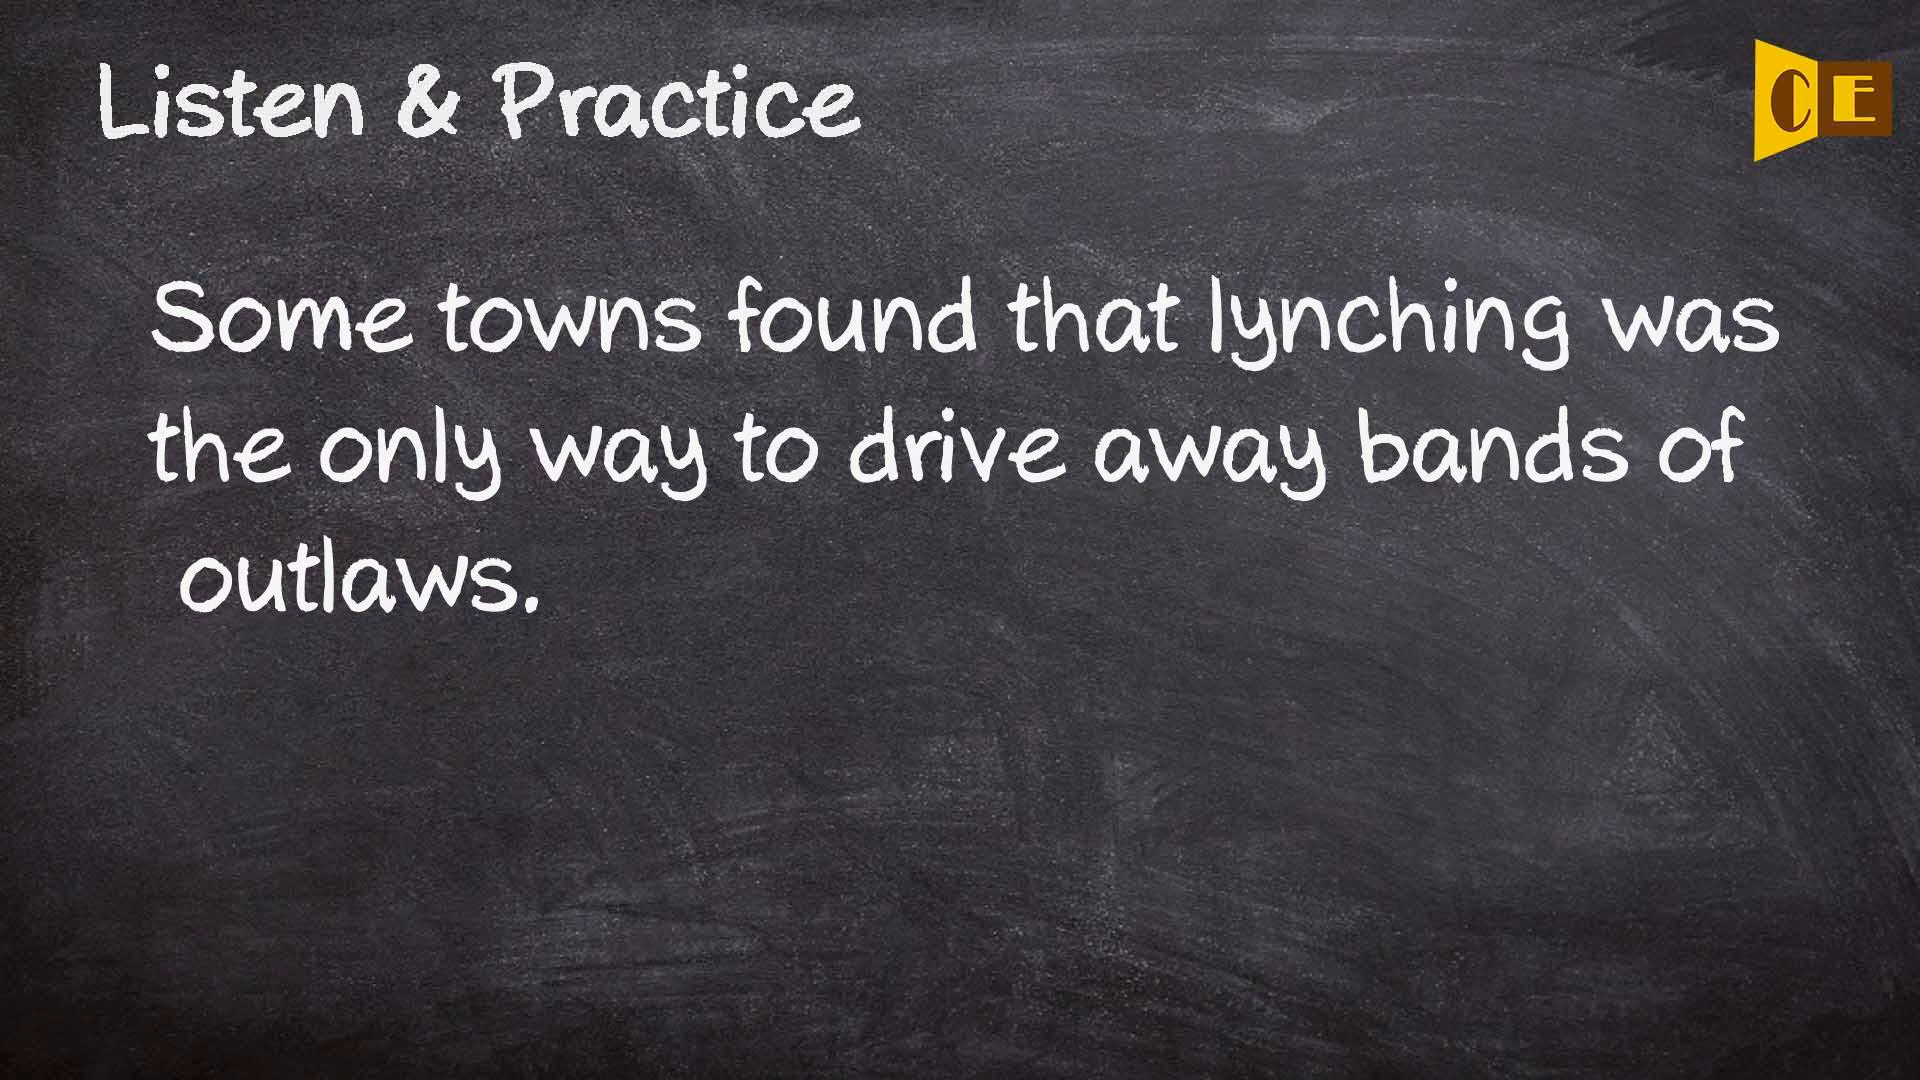 Listen & Practice
CE
Some towns found that lynching was
the only way to drive away bands of
outlaws.